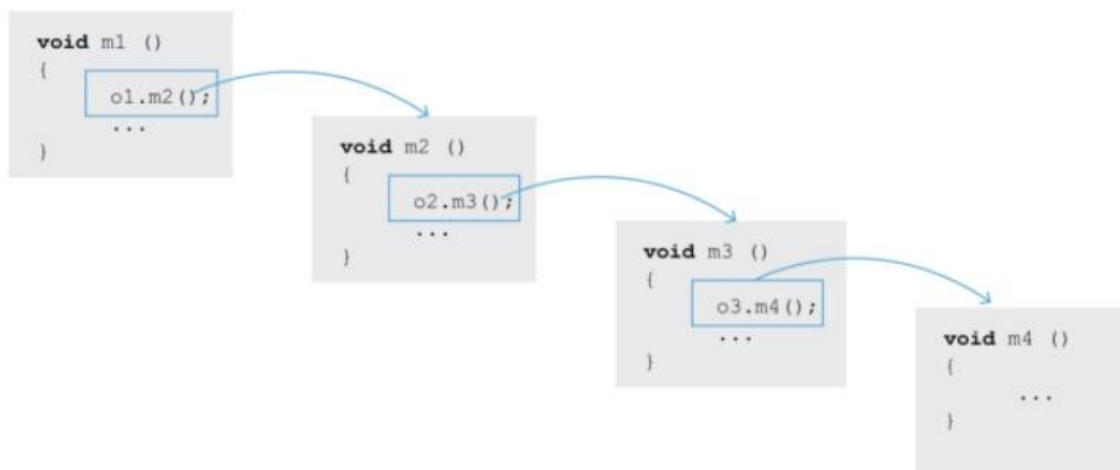 void m1 ()
{
o1.m2();
...
}
void m2 ()
{
o2.m3();
...
}
void m3 ()
{
o3.m4();
...
}
void m4 ()
{
...
}